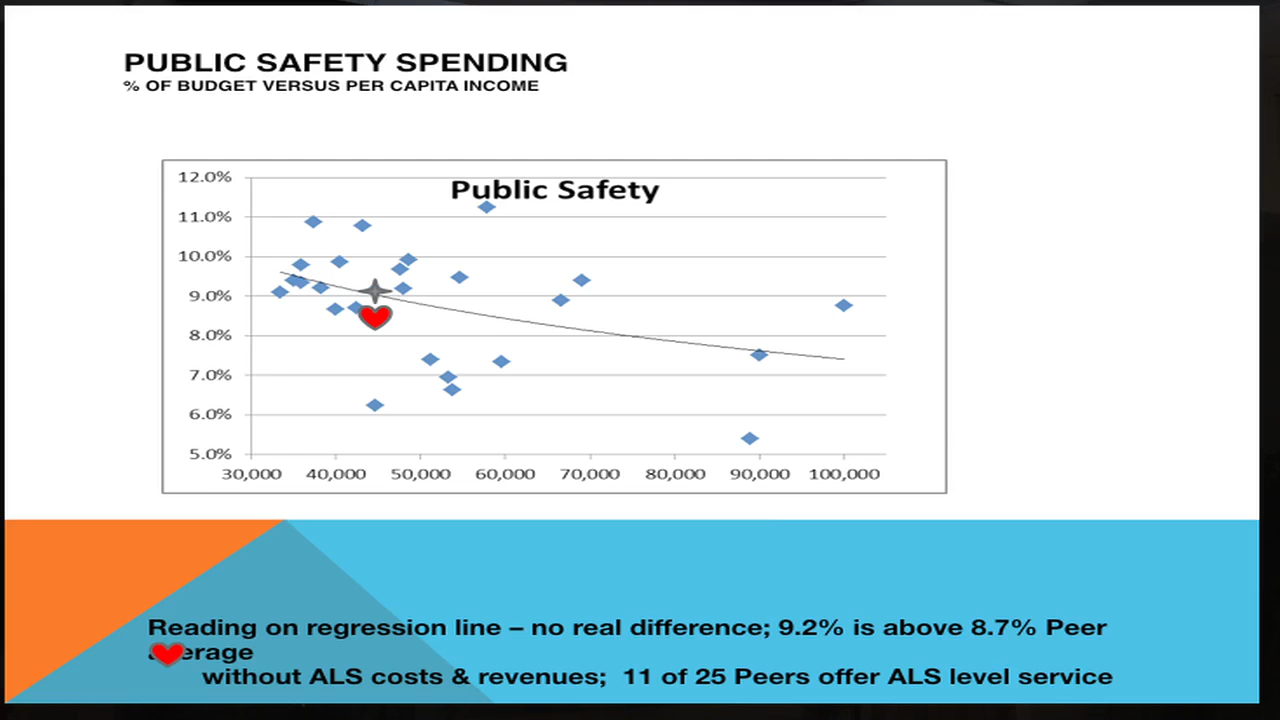 PUBLIC SAFETY SPENDING
% OF BUDGET VERSUS PER CAPITA INCOME
Public Safety
12.0%
11.0%
10.0%
9.0%
8.0%
7.0%
6.0%
5.0%
30,000 40,000 50,000 60,000 70,000 80,000 90,000 100,000
Reading on regression line – no real difference; 9.2% is above 8.7% Peer
without ALS costs & revenues; 11 of 25 Peers offer ALS level service